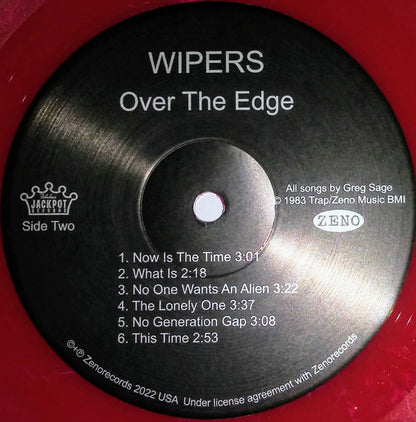 WIPERS
Over The Edge
JACKPOT
RECORDS
Side Two
All songs by Greg Sage
© 1983 Trap/Zeno Music BMI
ZENO
1. Now Is The Time 3:01
2. What Is 2:18
3. No One Wants An Alien 3:22
4. The Lonely One 3:37
5. No Generation Gap 3:08
6. This Time 2:53
©+℗ Zenorecords 2022 USA Under license agreement with Zenorecords